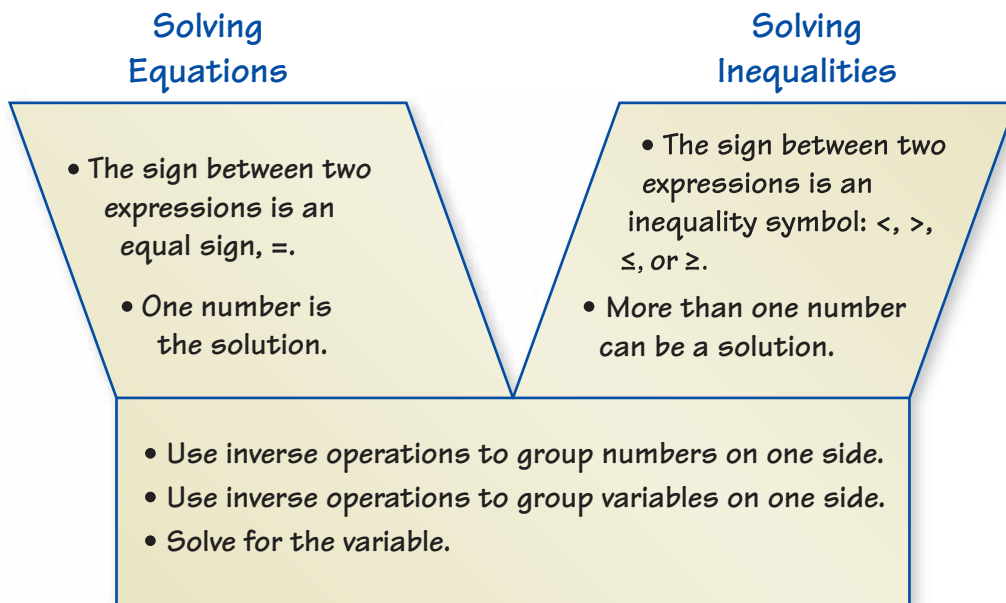 Solving
Equations
• The sign between two
expressions is an
equal sign, =.
• One number is
the solution.
Solving
Inequalities
• The sign between two
expressions is an
inequality symbol: <, >,
≤, or ≥.
• More than one number
can be a solution.
• Use inverse operations to group numbers on one side.
• Use inverse operations to group variables on one side.
• Solve for the variable.